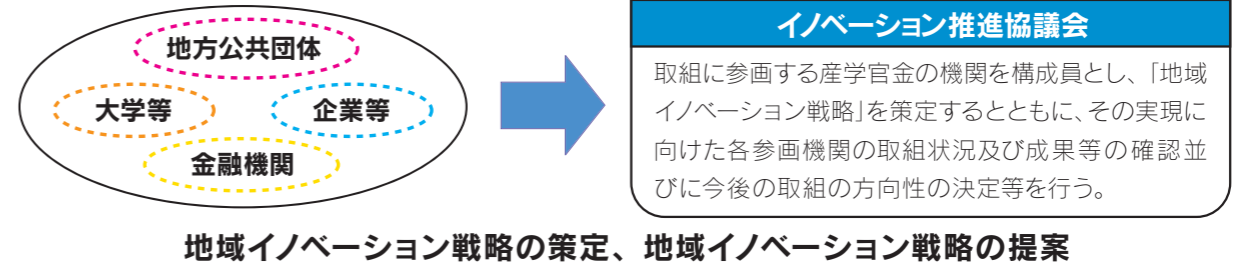 地方公共団体
大学等
企業等
金融機関
イノベーション推進協議会
取組に参画する産学官金の機関を構成員とし、「地域
イノベーション戦略」を策定するとともに、その実現に
向けた各参画機関の取組状況及び成果等の確認並
びに今後の取組の方向性の決定等を行う。
地域イノベーション戦略の策定、地域イノベーション戦略の提案